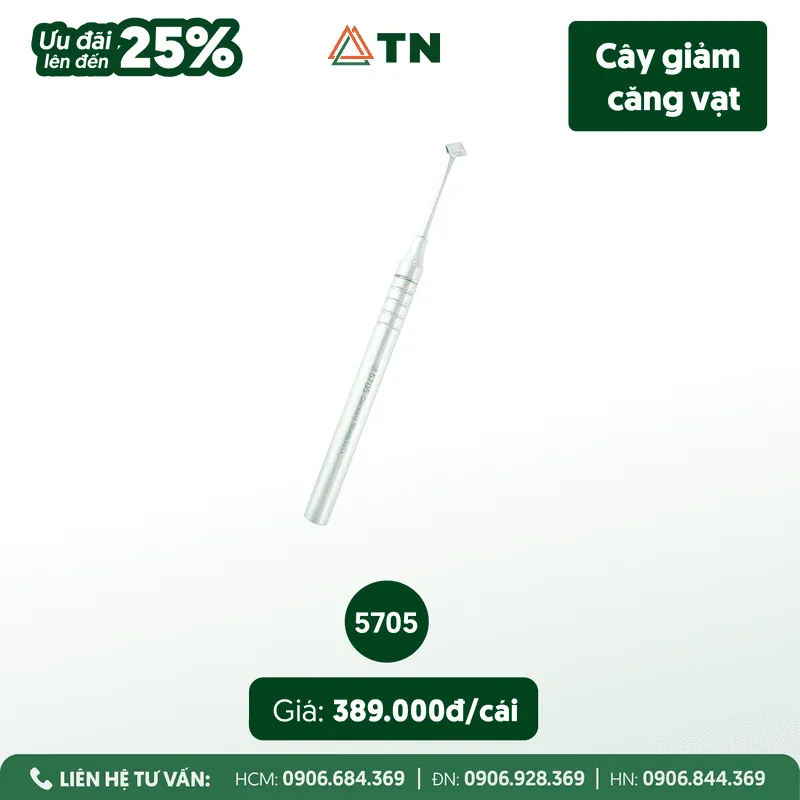 Ưu đãi
lên đến 25%
TN
Cây giảm
căng vạt
5705
5705
Giá: 389.000đ/cái
LIÊN HỆ TƯ VẤN: HCM: 0906.684.369 | ĐN: 0906.928.369 | HN: 0906.844.369